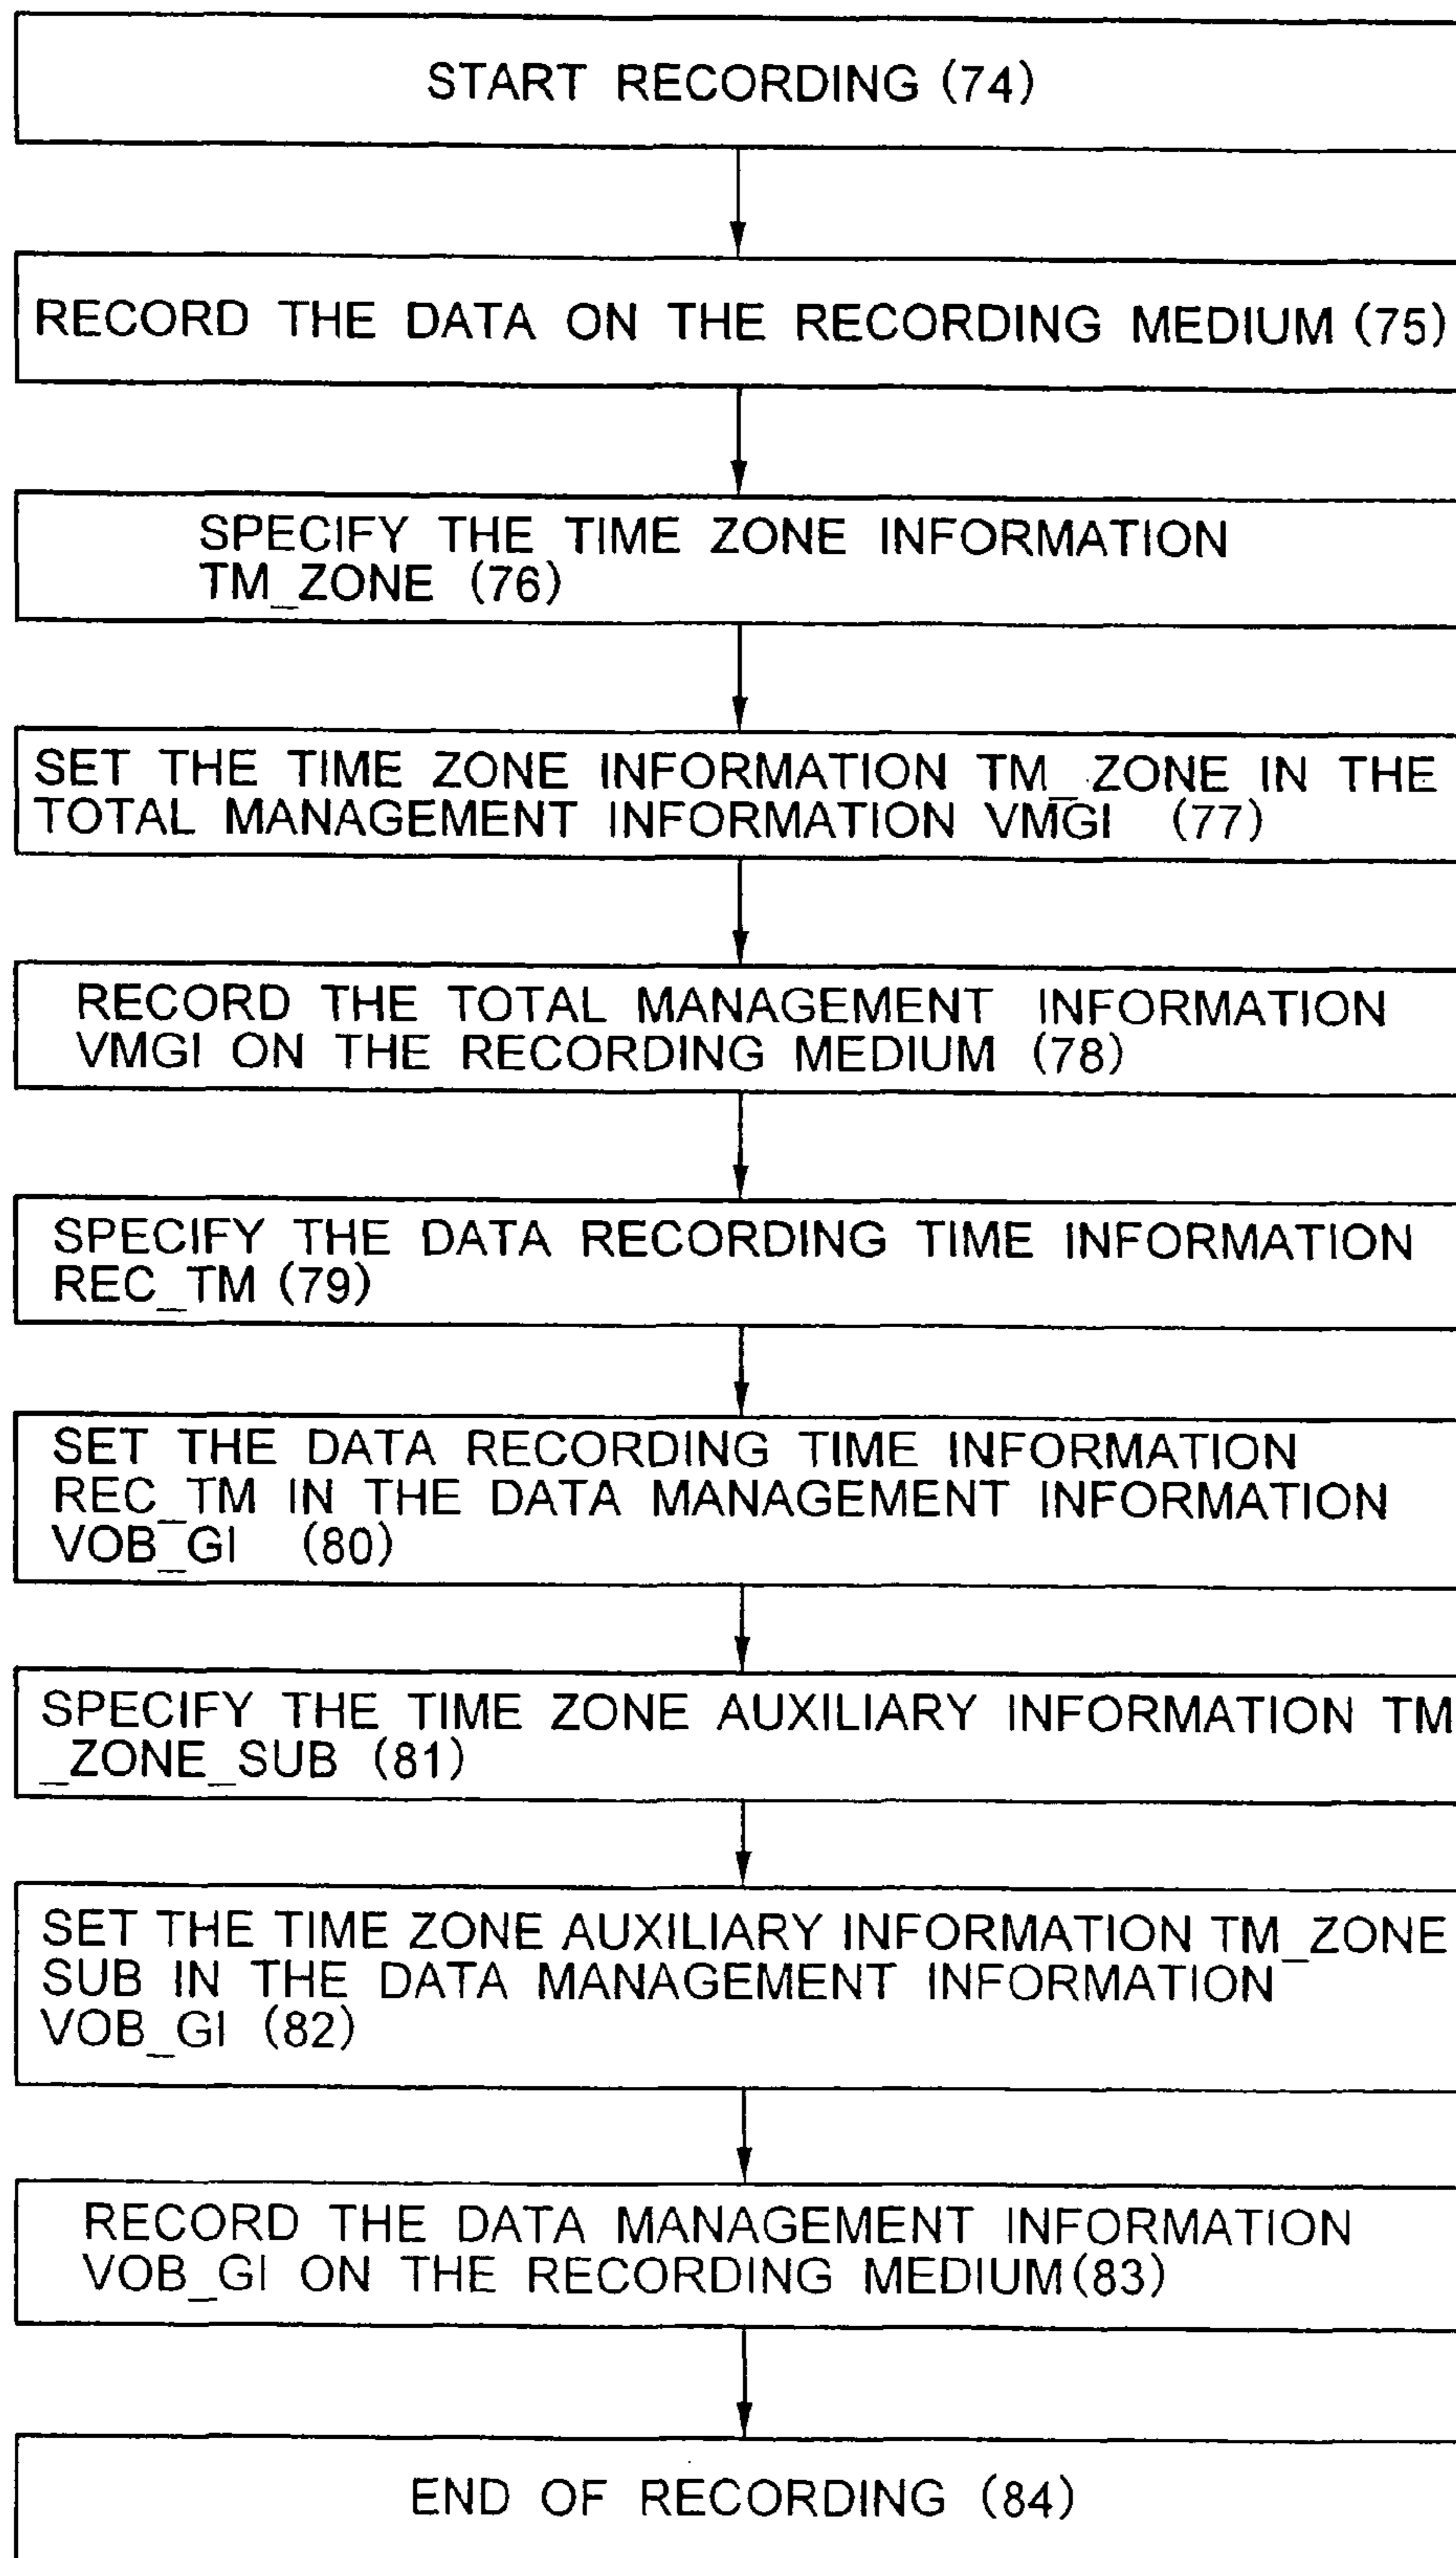 START RECORDING (74)
RECORD THE DATA ON THE RECORDING MEDIUM (75)
SPECIFY THE TIME ZONE INFORMATION
TM_ZONE (76)
SET THE TIME ZONE INFORMATION TM_ZONE IN THE
TOTAL MANAGEMENT INFORMATION VMGI (77)
RECORD THE TOTAL MANAGEMENT INFORMATION
VMGI ON THE RECORDING MEDIUM (78)
SPECIFY THE DATA RECORDING TIME INFORMATION
REC_TM (79)
SET THE DATA RECORDING TIME INFORMATION
REC_TM IN THE DATA MANAGEMENT INFORMATION
VOB_GI (80)
SPECIFY THE TIME ZONE AUXILIARY INFORMATION TM
_ZONE_SUB (81)
SET THE TIME ZONE AUXILIARY INFORMATION TM_ZONE
SUB IN THE DATA MANAGEMENT INFORMATION
VOB_GI (82)
RECORD THE DATA MANAGEMENT INFORMATION
VOB_GI ON THE RECORDING MEDIUM(83)
END OF RECORDING (84)